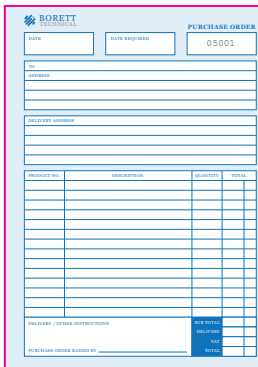 BORETT
TECHNICAL
PURCHASE ORDER
DATE
DATE REQUIRED
05001
TO
ADDRESS
DELIVERY ADDRESS
PRODUCT NO. DESCRIPTION QUANTITY TOTAL
DELIVERY / OTHER INSTRUCTIONS
SUB TOTAL
DELIVERY
VAT
TOTAL
PURCHASE ORDER RAISED BY